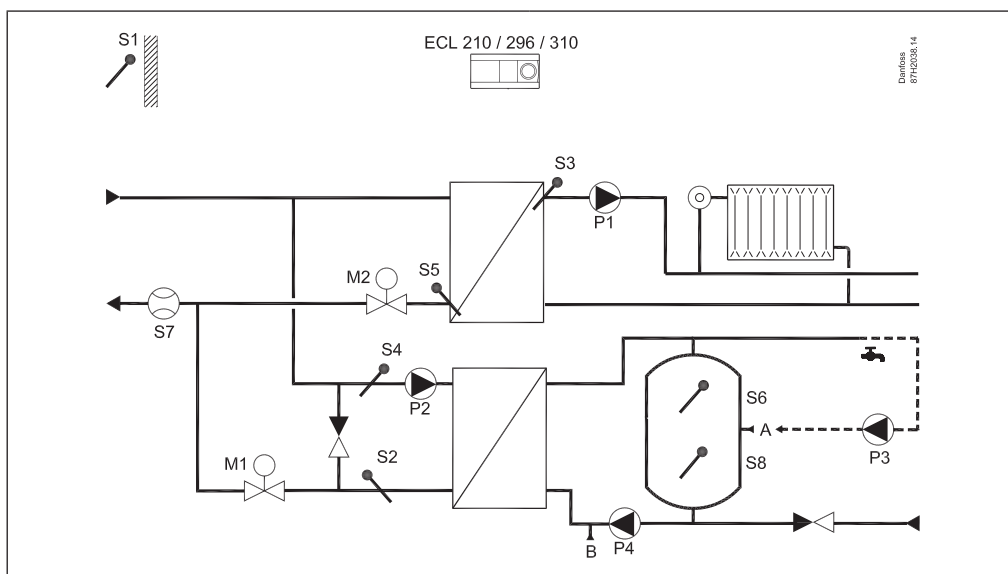 S1
ECL 210 / 296 / 310
Danfoss
87H2038.14
S3
P1
M2
S5
S7
S4
P2
S6
A
P3
S8
M1
S2
B
P4